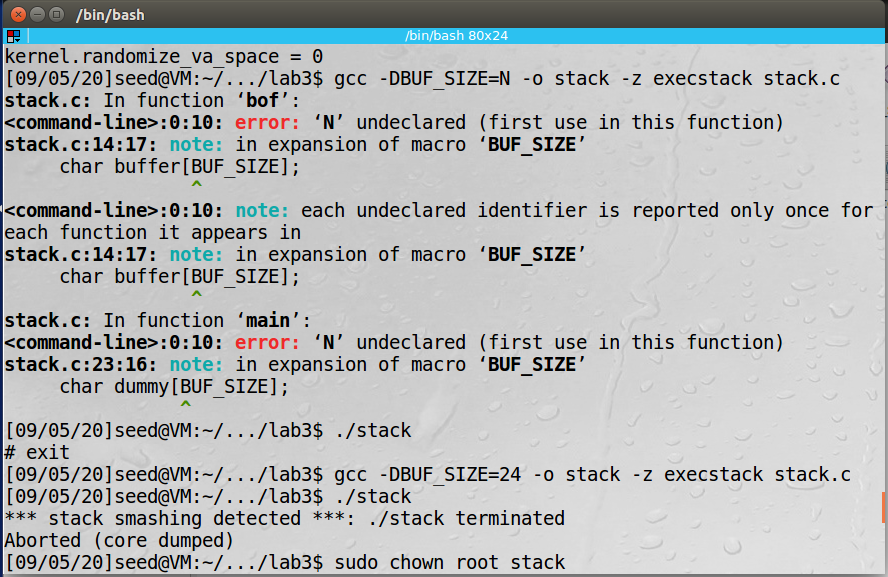 /bin/bash
/bin/bash 80x24
kernel.randomize_va_space = 0
[09/05/20]seed@VM:~/.../lab3$ gcc -DBUF_SIZE=N -o stack -z execstack stack.c
stack.c: In function ‘bof’:
<command-line>:0:10: error: ‘N’ undeclared (first use in this function)
stack.c:14:17: note: in expansion of macro ‘BUF_SIZE’
     char buffer[BUF_SIZE];
                 ^
<command-line>:0:10: note: each undeclared identifier is reported only once for
each function it appears in
stack.c:14:17: note: in expansion of macro ‘BUF_SIZE’
     char buffer[BUF_SIZE];
                 ^
stack.c: In function ‘main’:
<command-line>:0:10: error: ‘N’ undeclared (first use in this function)
stack.c:23:16: note: in expansion of macro ‘BUF_SIZE’
     char dummy[BUF_SIZE];
                ^
[09/05/20]seed@VM:~/.../lab3$ ./stack
# exit
[09/05/20]seed@VM:~/.../lab3$ gcc -DBUF_SIZE=24 -o stack -z execstack stack.c
[09/05/20]seed@VM:~/.../lab3$ ./stack
*** stack smashing detected ***: ./stack terminated
Aborted (core dumped)
[09/05/20]seed@VM:~/.../lab3$ sudo chown root stack